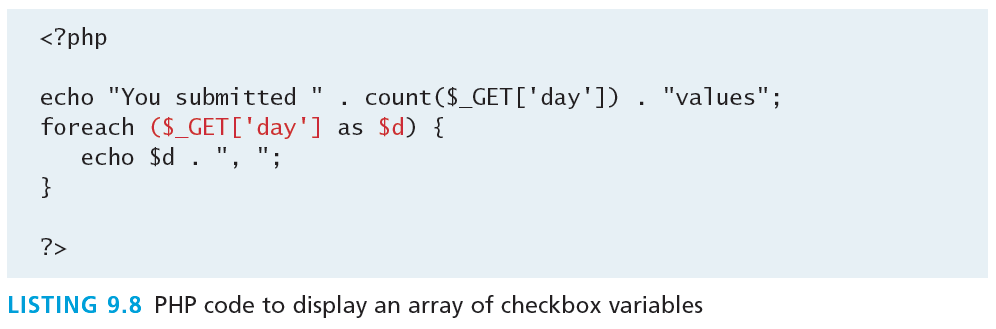 <?php
echo "You submitted " . count($_GET['day']) . "values";
foreach ($_GET['day'] as $d) {
   echo $d . ", ";
}
?>
LISTING 9.8 PHP code to display an array of checkbox variables